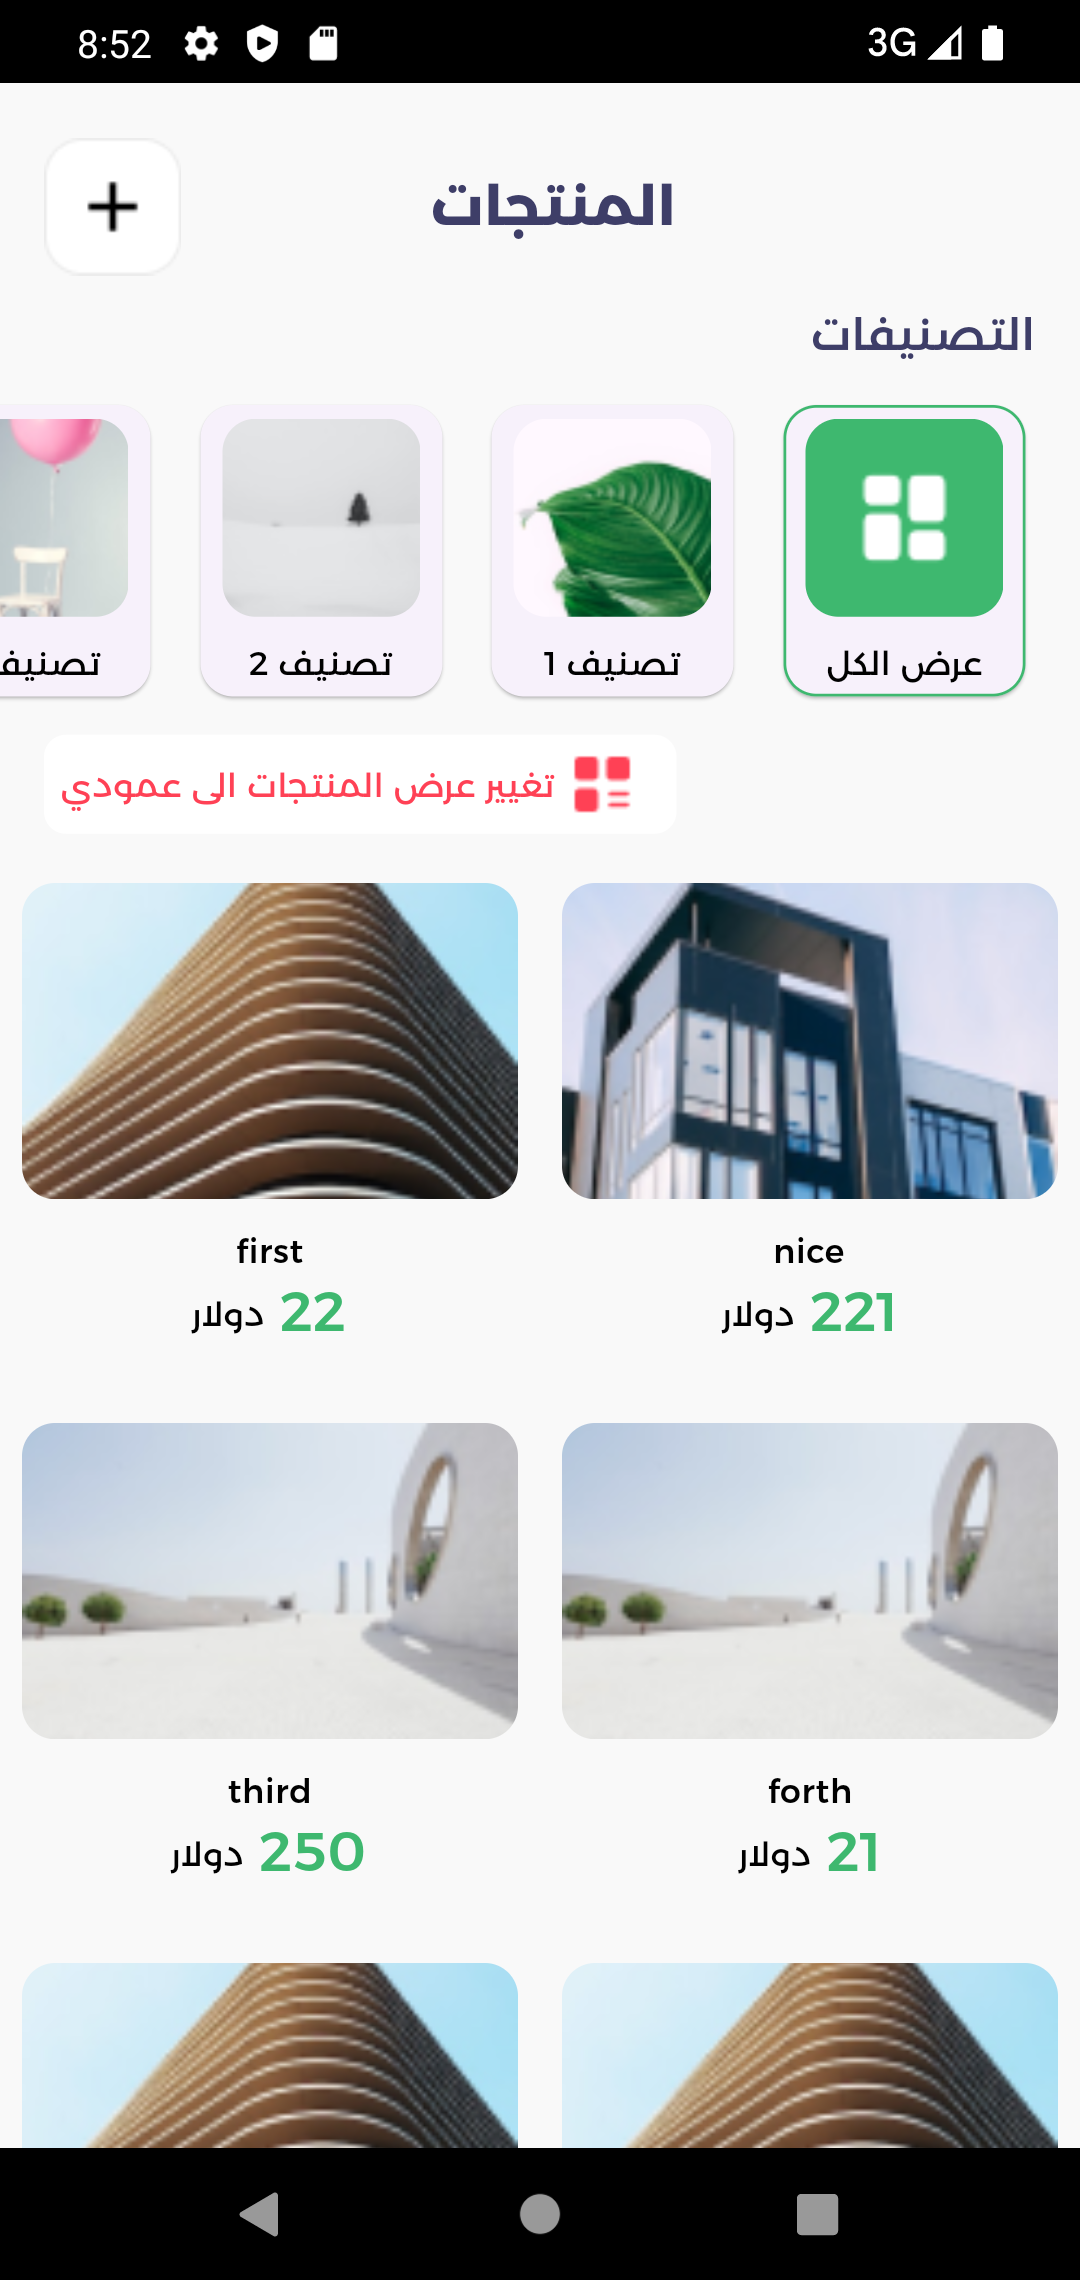 8:52 3G
المنتجات
التصنيفات
عرض الكل
تصنيف 1
تصنيف 2
تصنيف
تغيير عرض المنتجات الى عمودي
first
22 دولار
nice
221 دولار
third
250 دولار
forth
21 دولار